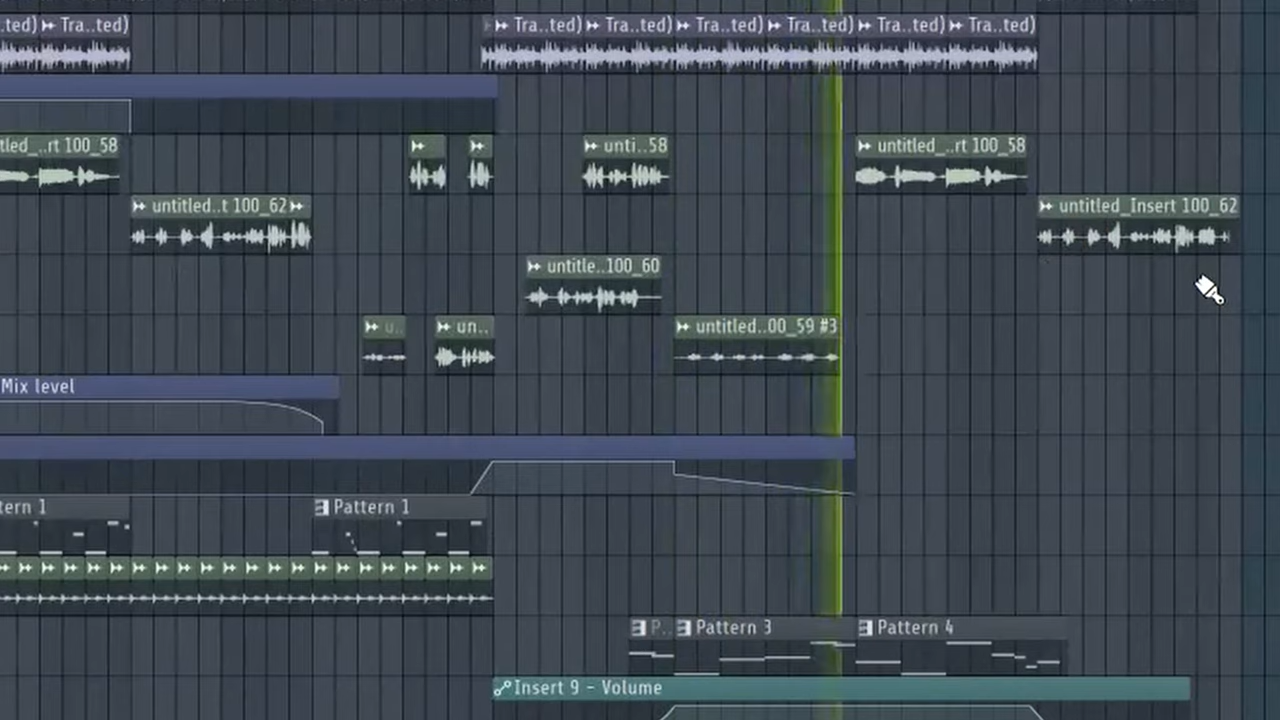 .ted) Tra..ted) Tra..ted) Tra..ted) Tra..ted) Tra..ted) Tra..ted) Tra..ted)
tled_..rt 100_58 unti..58 untitled_..rt 100_58
untitled..t 100_62 untitled_Insert 100_62
untitle..100_60
u.. un.. untitled..00_59 #3
Mix level
tern 1 Pattern 1
P.. Pattern 3 Pattern 4
Insert 9 - Volume